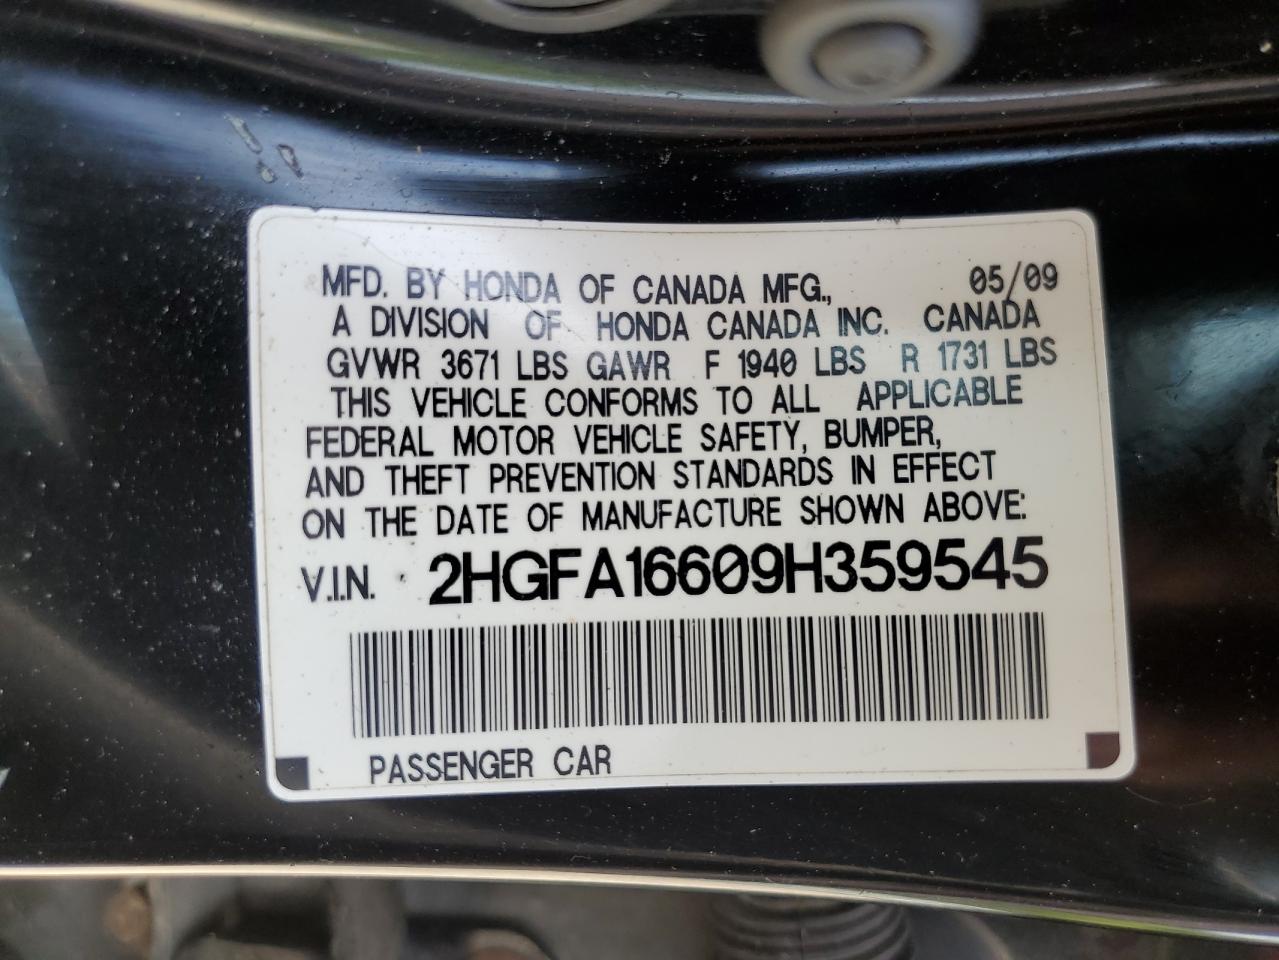 MFD. BY HONDA OF CANADA MFG., 05/09
A DIVISION OF HONDA CANADA INC. CANADA
GVWR 3671 LBS GAWR F 1940 LBS R 1731 LBS
THIS VEHICLE CONFORMS TO ALL APPLICABLE
FEDERAL MOTOR VEHICLE SAFETY, BUMPER,
AND THEFT PREVENTION STANDARDS IN EFFECT
ON THE DATE OF MANUFACTURE SHOWN ABOVE:
V.I.N. 2HGFA16609H359545
PASSENGER CAR